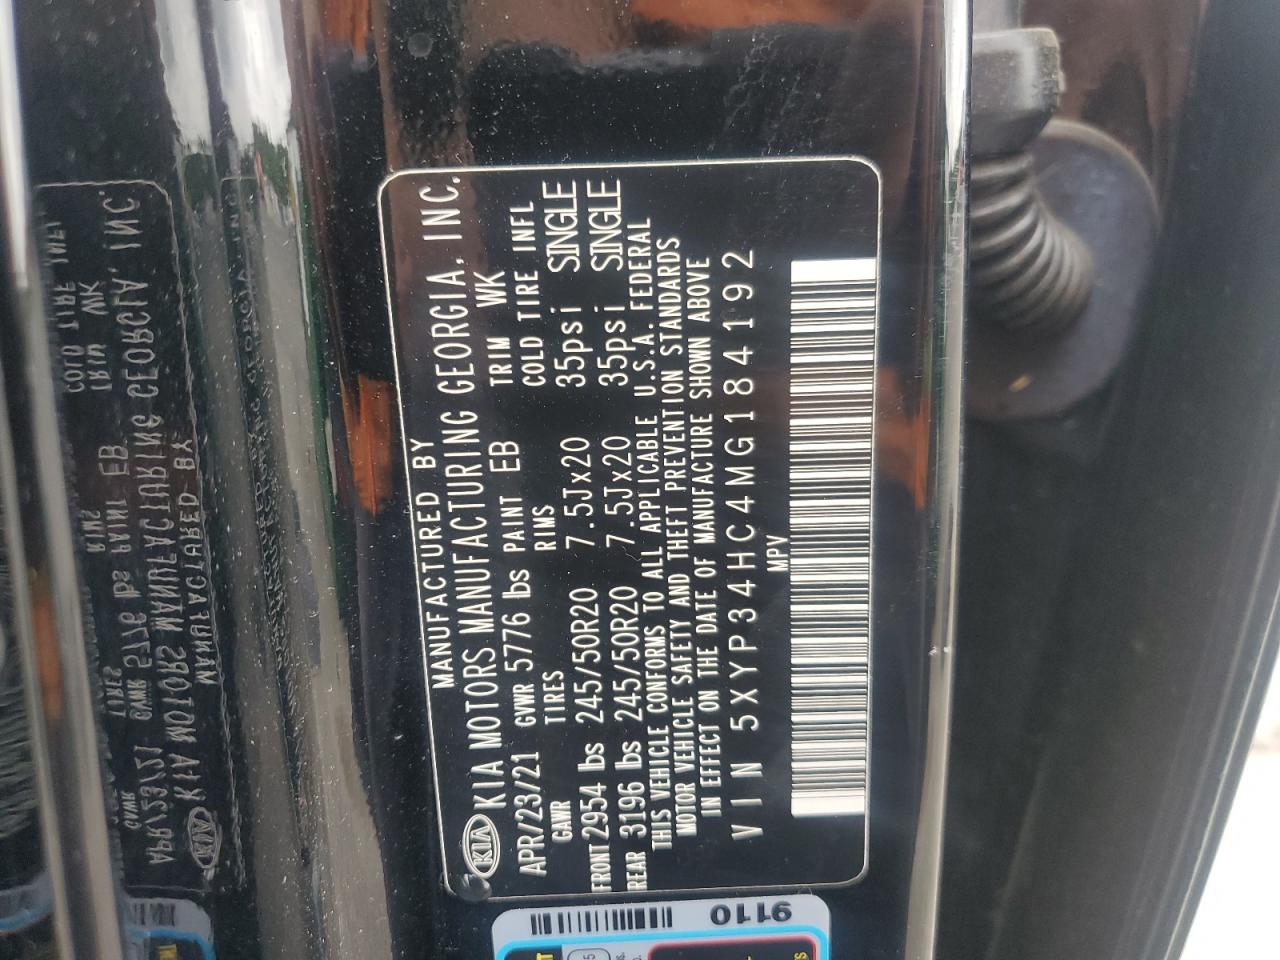 MANUFACTURED BY
KIA KIA MOTORS MANUFACTURING GEORGIA, INC.
APR/23/21 GVWR 5776 lbs PAINT EB TRIM WK
GAWR TIRES RIMS COLD TIRE INFL
FRONT 2954 lbs 245/50R20 7.5Jx20 35psi SINGLE
REAR 3196 lbs 245/50R20 7.5Jx20 35psi SINGLE
THIS VEHICLE CONFORMS TO ALL APPLICABLE U.S.A. FEDERAL
MOTOR VEHICLE SAFETY AND THEFT PREVENTION STANDARDS
IN EFFECT ON THE DATE OF MANUFACTURE SHOWN ABOVE
VIN 5XYP34HC4MG184192
MPV
9110